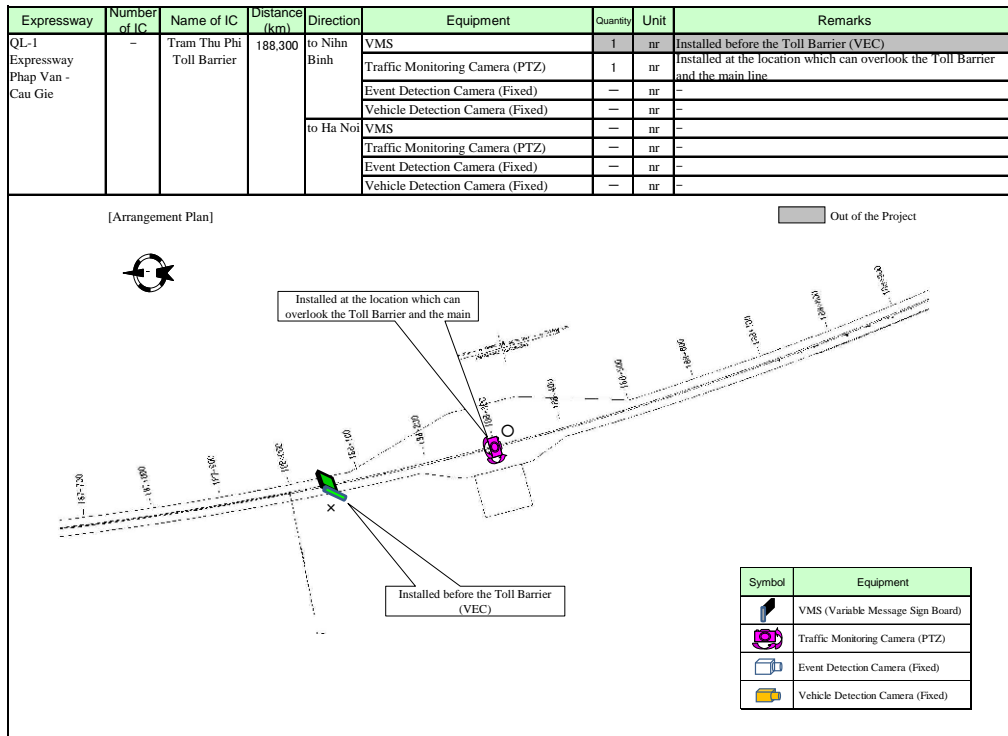 Expressway Number of IC Name of IC Distance (km) Direction Equipment Quantity Unit Remarks
QL-1 Expressway Phap Van - Cau Gie – Tram Thu Phi Toll Barrier 188,300 to Nihn Binh VMS 1 nr Installed before the Toll Barrier (VEC)
Traffic Monitoring Camera (PTZ) 1 nr Installed at the location which can overlook the Toll Barrier and the main line
Event Detection Camera (Fixed) — nr –
Vehicle Detection Camera (Fixed) — nr –
to Ha Noi VMS — nr –
Traffic Monitoring Camera (PTZ) — nr –
Event Detection Camera (Fixed) — nr –
Vehicle Detection Camera (Fixed) — nr –
[Arrangement Plan]
Out of the Project
Installed at the location which can
overlook the Toll Barrier and the main
Installed before the Toll Barrier
(VEC)
Symbol Equipment
VMS (Variable Message Sign Board)
Traffic Monitoring Camera (PTZ)
Event Detection Camera (Fixed)
Vehicle Detection Camera (Fixed)